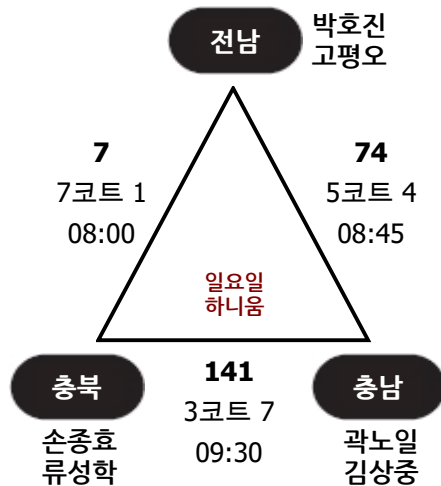 전남
박호진
고평오
7
7코트 1
08:00
74
5코트 4
08:45
일요일
하니움
충북
손종효
류성학
141
3코트 7
09:30
충남
곽노일
김상중